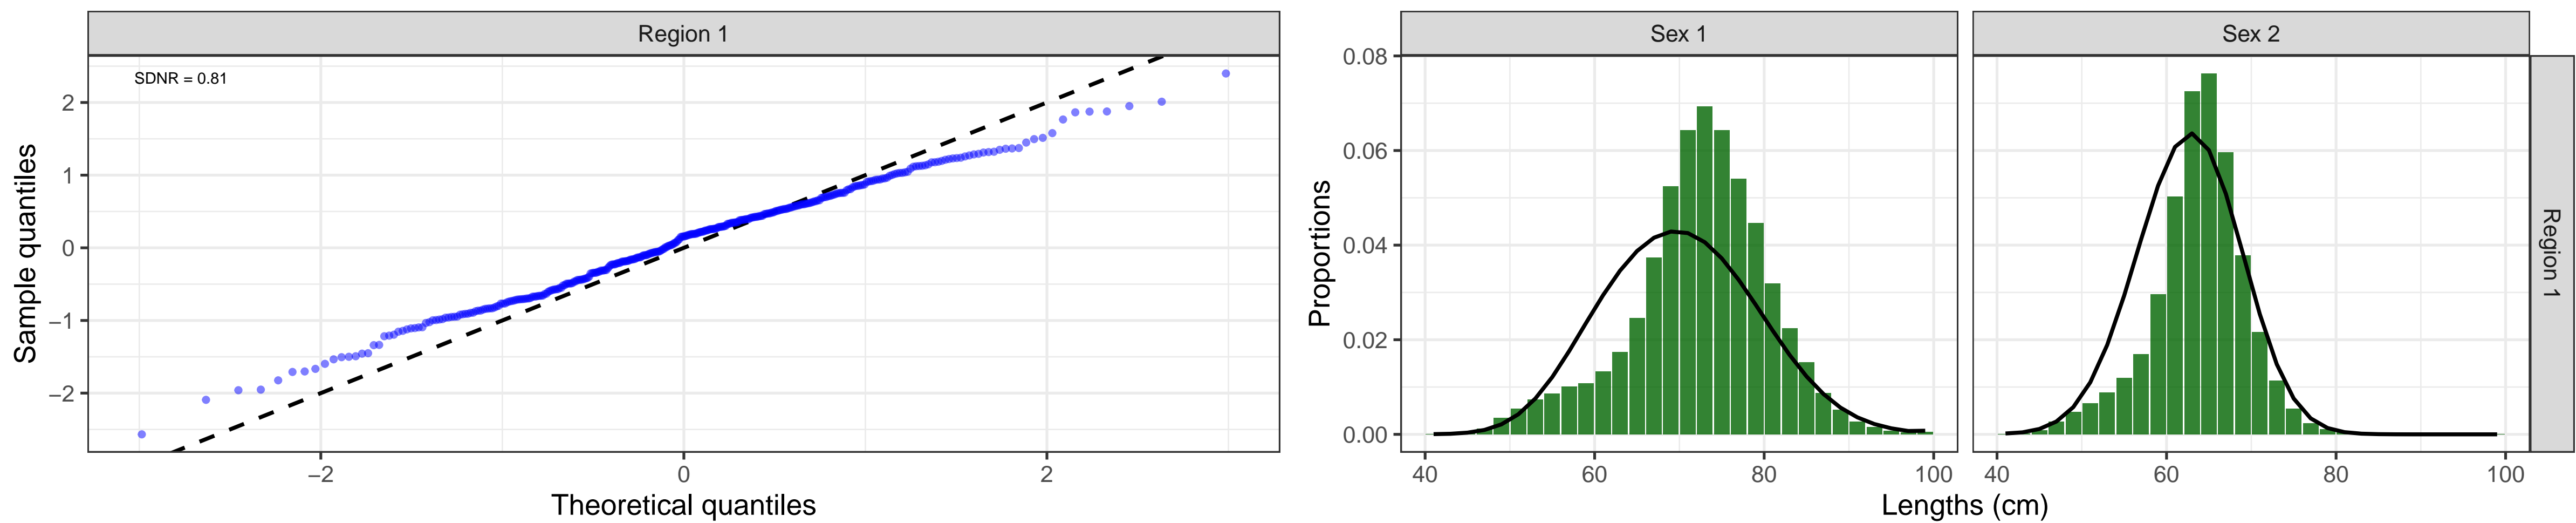 Region 1
SDNR = 0.81
Sample quantiles
2
1
0
−1
−2
−2
0
2
Theoretical quantiles
Sex 1
Sex 2
Region 1
Proportions
0.08
0.06
0.04
0.02
0.00
40
60
80
100
40
60
80
100
Lengths (cm)